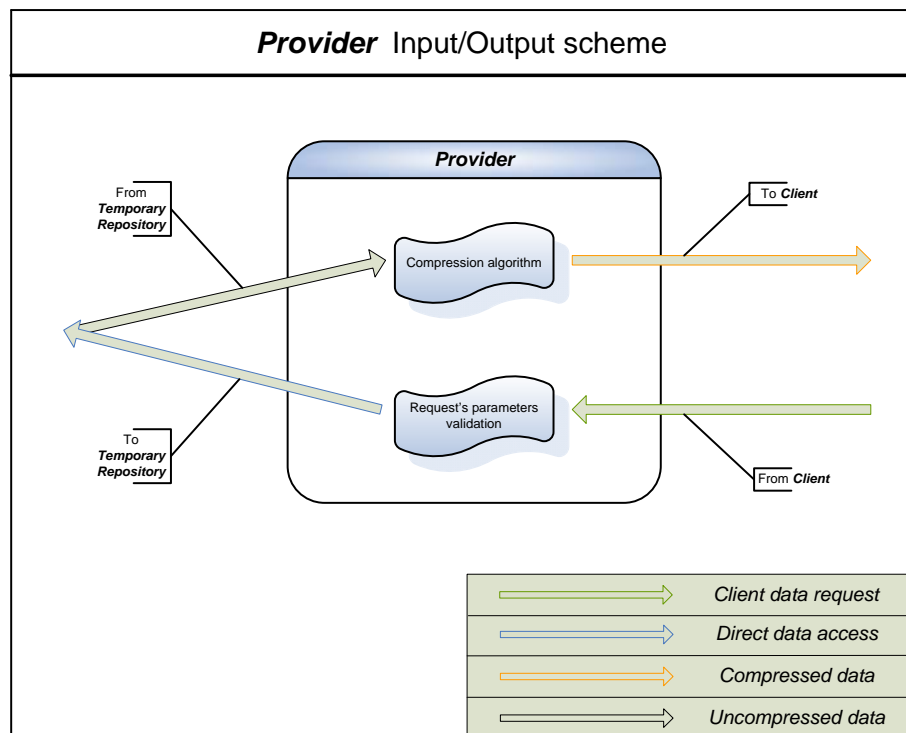 Provider Input/Output scheme
Provider
From
Temporary
Repository
To Client
Compression algorithm
Request's parameters
validation
To
Temporary
Repository
From Client
Client data request
Direct data access
Compressed data
Uncompressed data